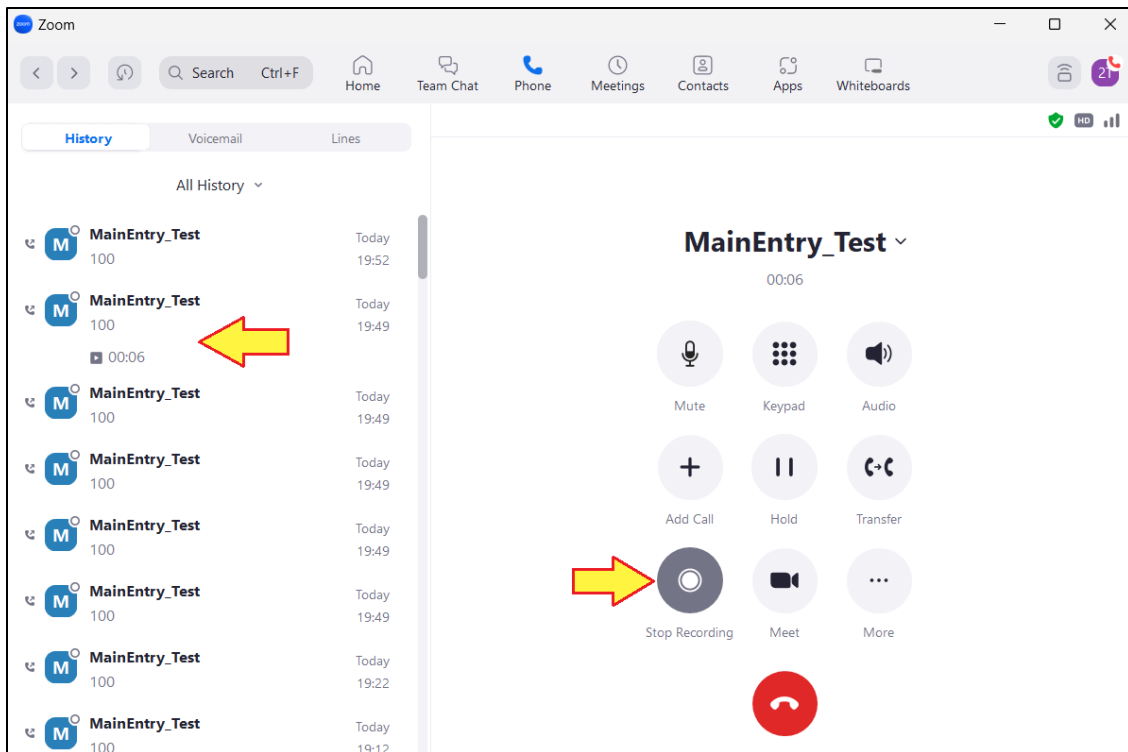 zoom Zoom
Search Ctrl+F
Home
Team Chat
Phone
Meetings
Contacts
Apps
Whiteboards
HD
History Voicemail Lines
All History
M MainEntry_Test Today
100 19:52
M MainEntry_Test Today
100 19:49
00:06
M MainEntry_Test Today
100 19:49
M MainEntry_Test Today
100 19:49
M MainEntry_Test Today
100 19:49
M MainEntry_Test Today
100 19:49
M MainEntry_Test Today
100 19:22
M MainEntry_Test Today
100 19:12
MainEntry_Test
00:06
Mute Keypad Audio
Add Call Hold Transfer
Stop Recording Meet More